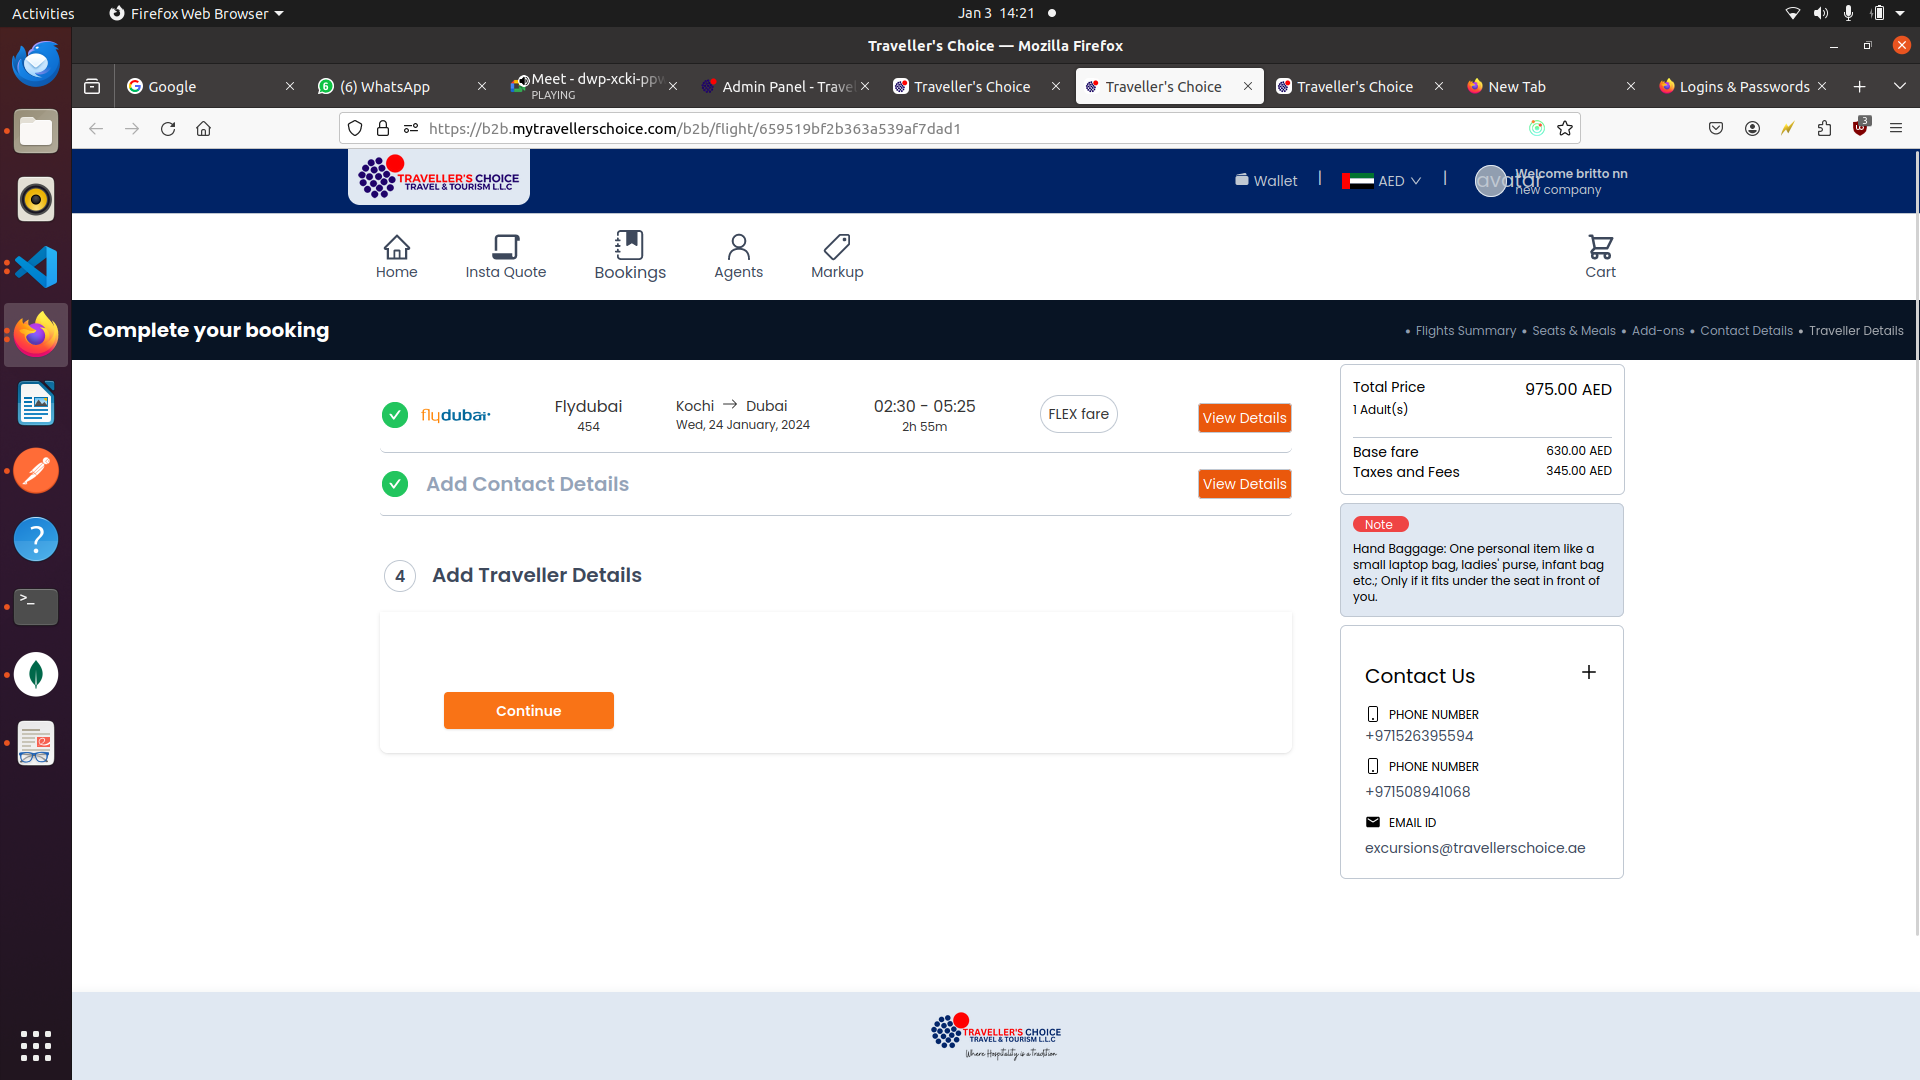 Activities
Firefox Web Browser
Jan 3 14:21
Traveller's Choice — Mozilla Firefox
Google
(6) WhatsApp
Meet - dwp-xcki-ppv
PLAYING
Admin Panel - Travel
Traveller's Choice
Traveller's Choice
Traveller's Choice
New Tab
Logins & Passwords
https://b2b.mytravellerschoice.com/b2b/flight/659519bf2b363a539af7dad1
3
TRAVELLER'S CHOICE
TRAVEL & TOURISM L.L.C
Wallet
AED
avatar
Welcome britto nn
new company
Home
Insta Quote
Bookings
Agents
Markup
Cart
Complete your booking
• Flights Summary • Seats & Meals • Add-ons • Contact Details • Traveller Details
flydubai
Flydubai
454
Kochi → Dubai
Wed, 24 January, 2024
02:30 - 05:25
2h 55m
FLEX fare
View Details
Add Contact Details
View Details
4
Add Traveller Details
Continue
Total Price
975.00 AED
1 Adult(s)
Base fare
630.00 AED
Taxes and Fees
345.00 AED
Note
Hand Baggage: One personal item like a
small laptop bag, ladies' purse, infant bag
etc.; Only if it fits under the seat in front of
you.
Contact Us
+
PHONE NUMBER
+971526395594
PHONE NUMBER
+971508941068
EMAIL ID
excursions@travellerschoice.ae
TRAVELLER'S CHOICE
TRAVEL & TOURISM L.L.C
Where Hospitality is a Tradition